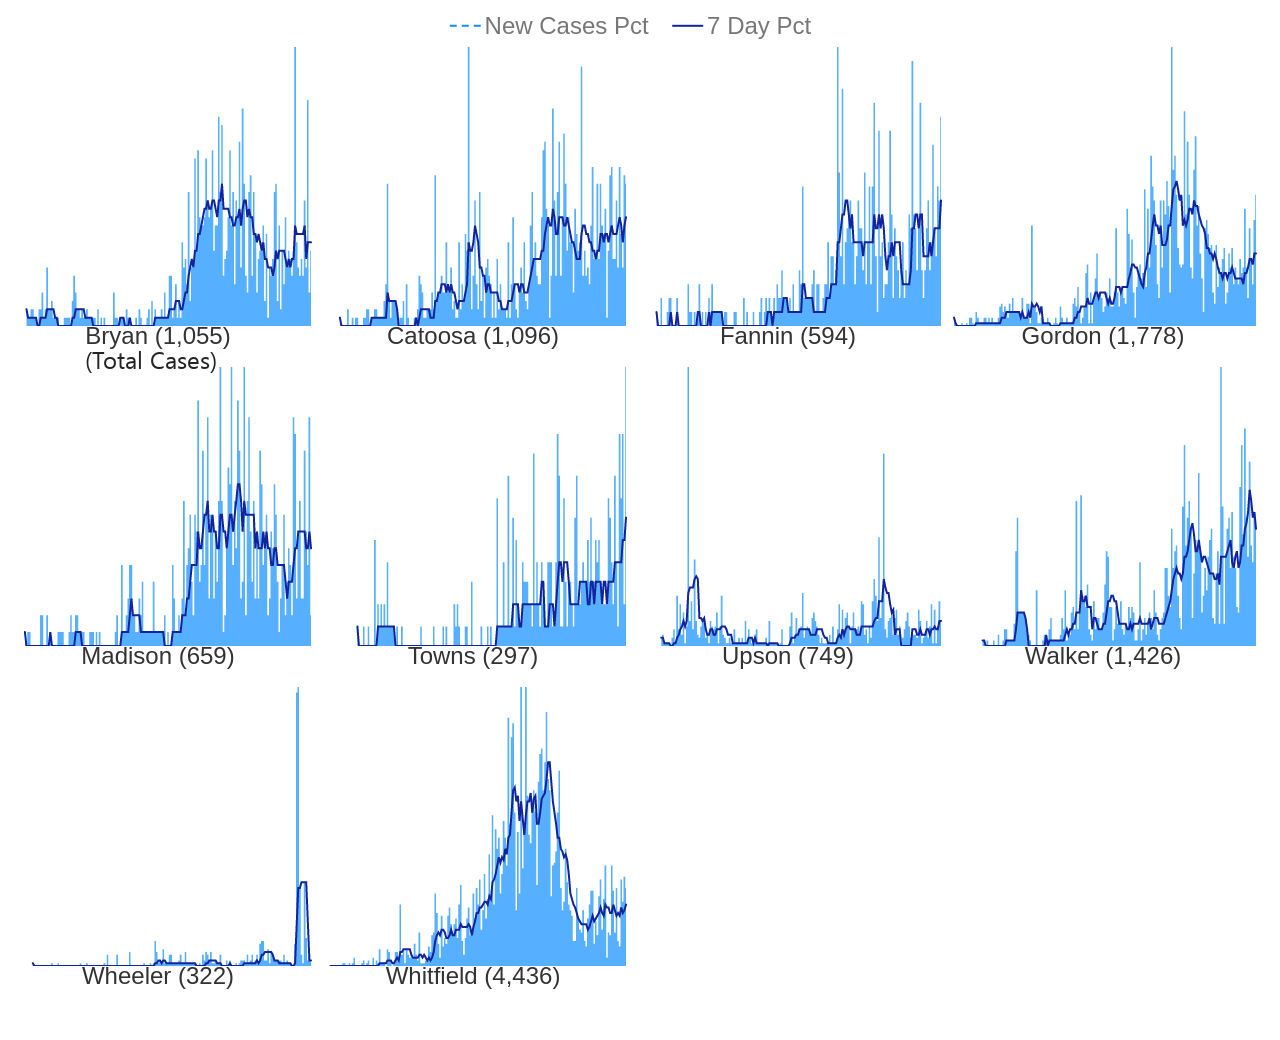 New Cases Pct 7 Day Pct
Bryan (1,055) Catoosa (1,096) Fannin (594) Gordon (1,778)
(Total Cases)
Madison (659) Towns (297) Upson (749) Walker (1,426)
Wheeler (322) Whitfield (4,436)